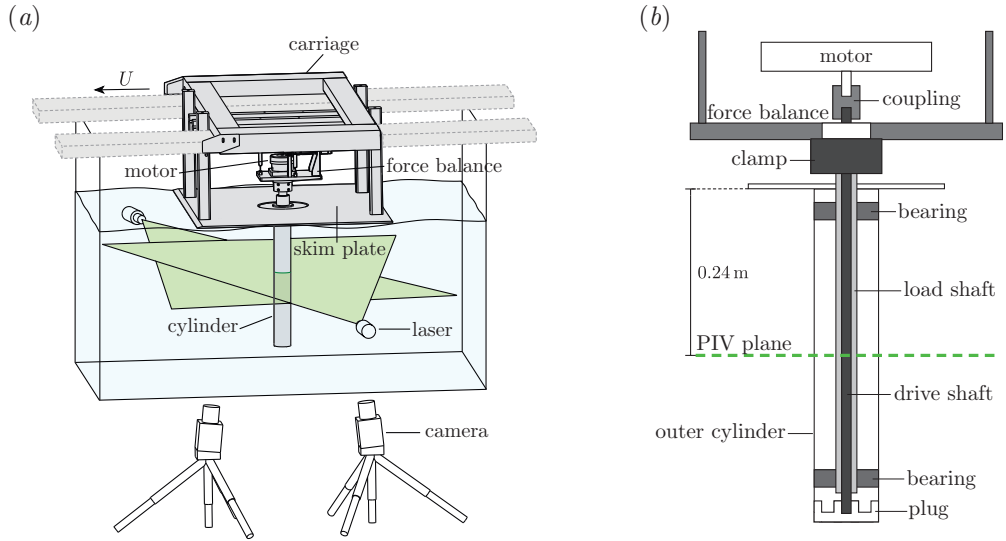 (a)
carriage
U
motor
force balance
skim plate
cylinder
laser
camera
(b)
motor
coupling
force balance
clamp
bearing
0.24 m
load shaft
PIV plane
drive shaft
outer cylinder
bearing
plug